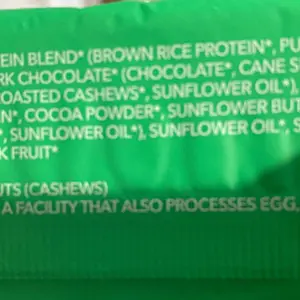 EIN BLEND* (BROWN RICE PROTEIN*, PU
RK CHOCOLATE* (CHOCOLATE*, CANE S
ROASTED CASHEWS*, SUNFLOWER OIL*),
N*, COCOA POWDER*, SUNFLOWER BUT
*, SUNFLOWER OIL*), SUNFLOWER OIL*, S
K FRUIT*
UTS (CASHEWS)
A FACILITY THAT ALSO PROCESSES EGG,